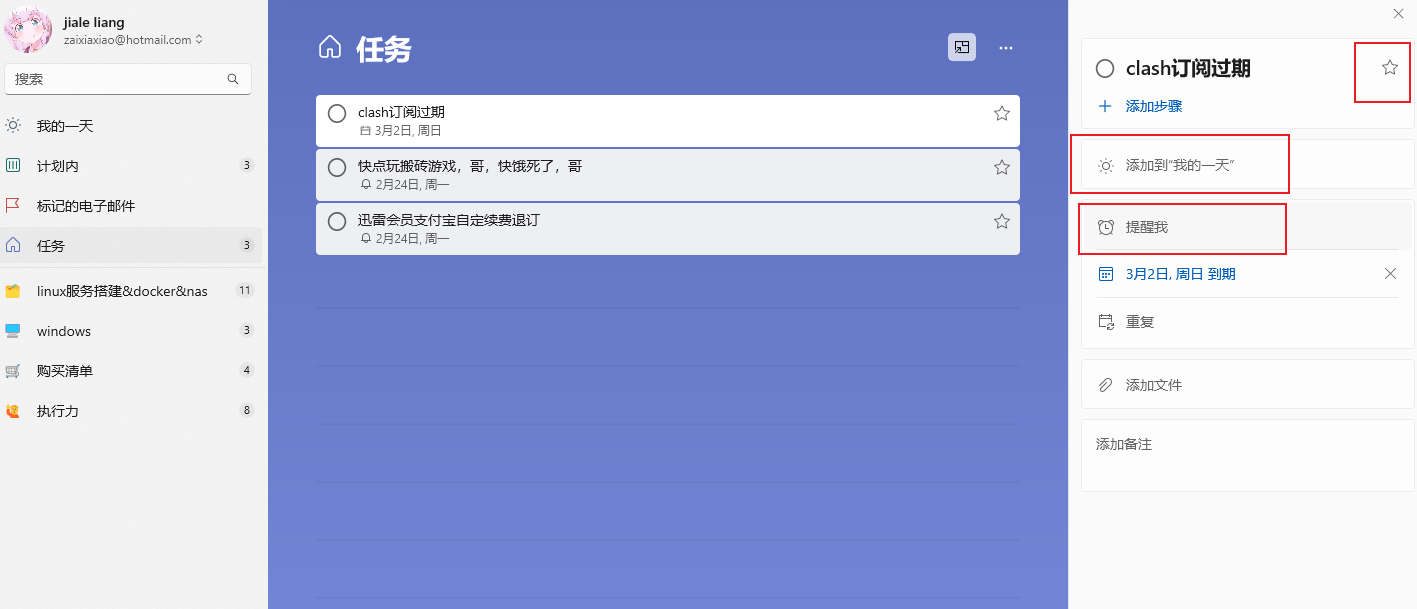 jiale liang
zaixiaxiao@hotmail.com
搜索
我的一天
计划内 3
标记的电子邮件
任务 3
linux服务搭建&docker&nas 11
windows 3
购买清单 4
执行力 8
任务
clash订阅过期
3月2日, 周日
快点玩搬砖游戏，哥，快饿死了，哥
2月24日, 周一
迅雷会员支付宝自定续费退订
2月24日, 周一
clash订阅过期
添加步骤
添加到“我的一天”
提醒我
3月2日, 周日 到期
重复
添加文件
添加备注